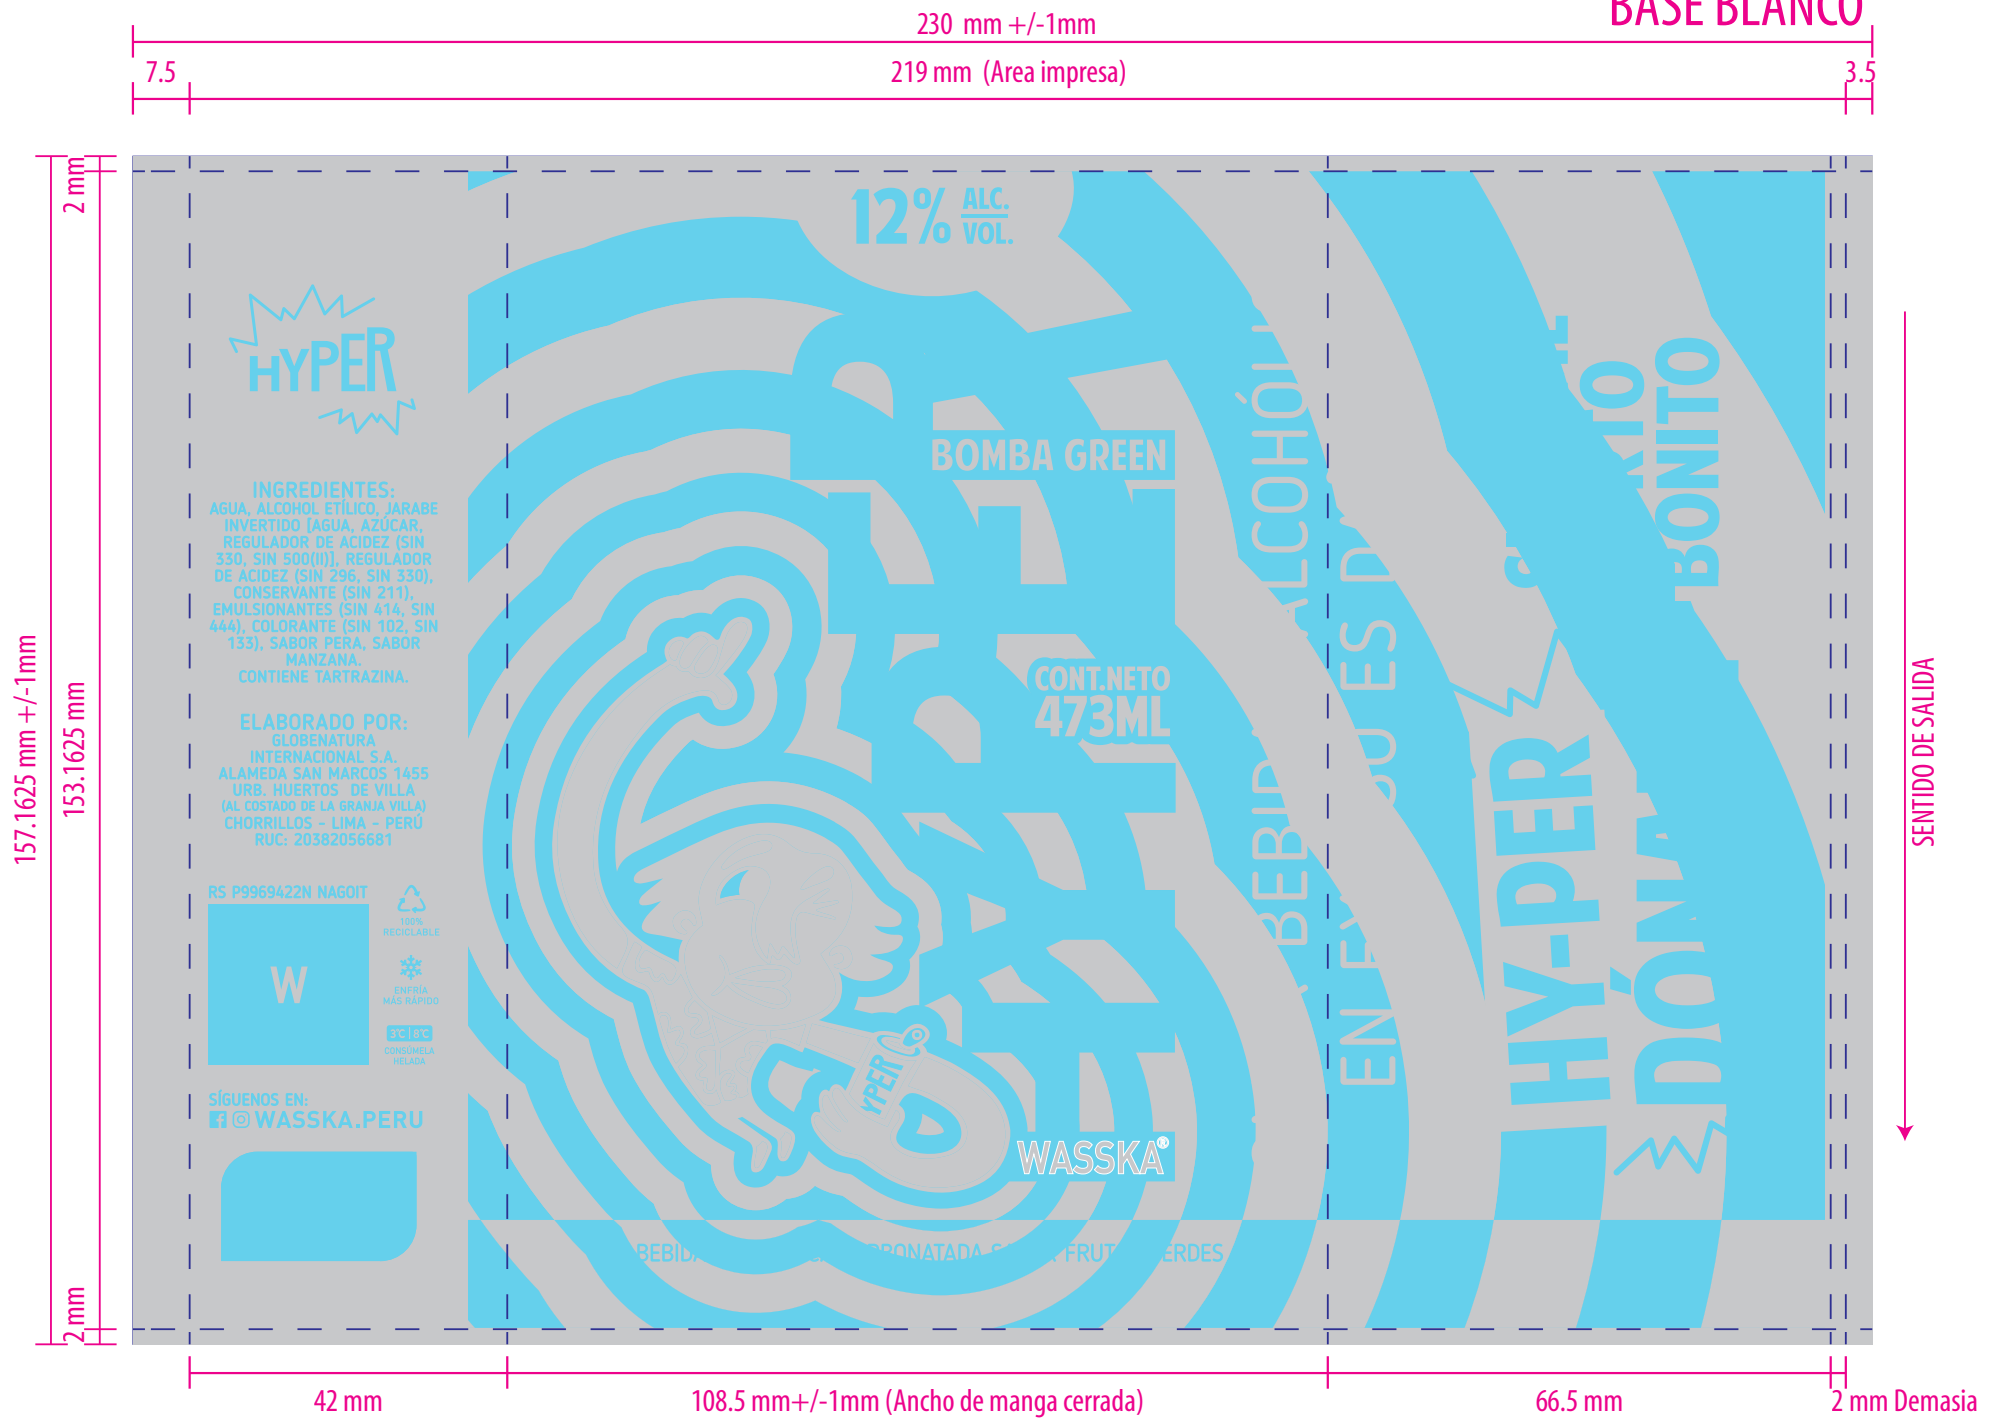 BASE BLANCO
230 mm +/-1mm
7.5
219 mm (Area impresa)
3.5
2 mm
157.1625 mm +/-1mm
153.1625 mm
2 mm
12% ALC.
VOL.
HYPER
INGREDIENTES:
AGUA, ALCOHOL ETÍLICO, JARABE
INVERTIDO [AGUA, AZÚCAR,
REGULADOR DE ACIDEZ (SIN
330, SIN 500(II)], REGULADOR
DE ACIDEZ (SIN 296, SIN 330),
CONSERVANTE (SIN 211),
EMULSIONANTES (SIN 414, SIN
444), COLORANTE (SIN 102, SIN
133), SABOR PERA, SABOR
MANZANA.
CONTIENE TARTRAZINA.
ELABORADO POR:
GLOBENATURA
INTERNACIONAL S.A.
ALAMEDA SAN MARCOS 1455
URB. HUERTOS DE VILLA
(AL COSTADO DE LA GRANJA VILLA)
CHORRILLOS - LIMA - PERÚ
RUC: 20382056681
RS P9969422N NAGOIT
W
100%
RECICLABLE
ENFRÍA
MÁS RÁPIDO
3°C | 8°C
CONSÚMELA
HELADA
SÍGUENOS EN:
WASSKA.PERU
BOMBA GREEN
CONT.NETO
473ML
YPER
WASSKA®
EN ES
HY-PER
BONITO
SENTIDO DE SALIDA
42 mm
108.5 mm+/-1mm (Ancho de manga cerrada)
66.5 mm
2 mm Demasia